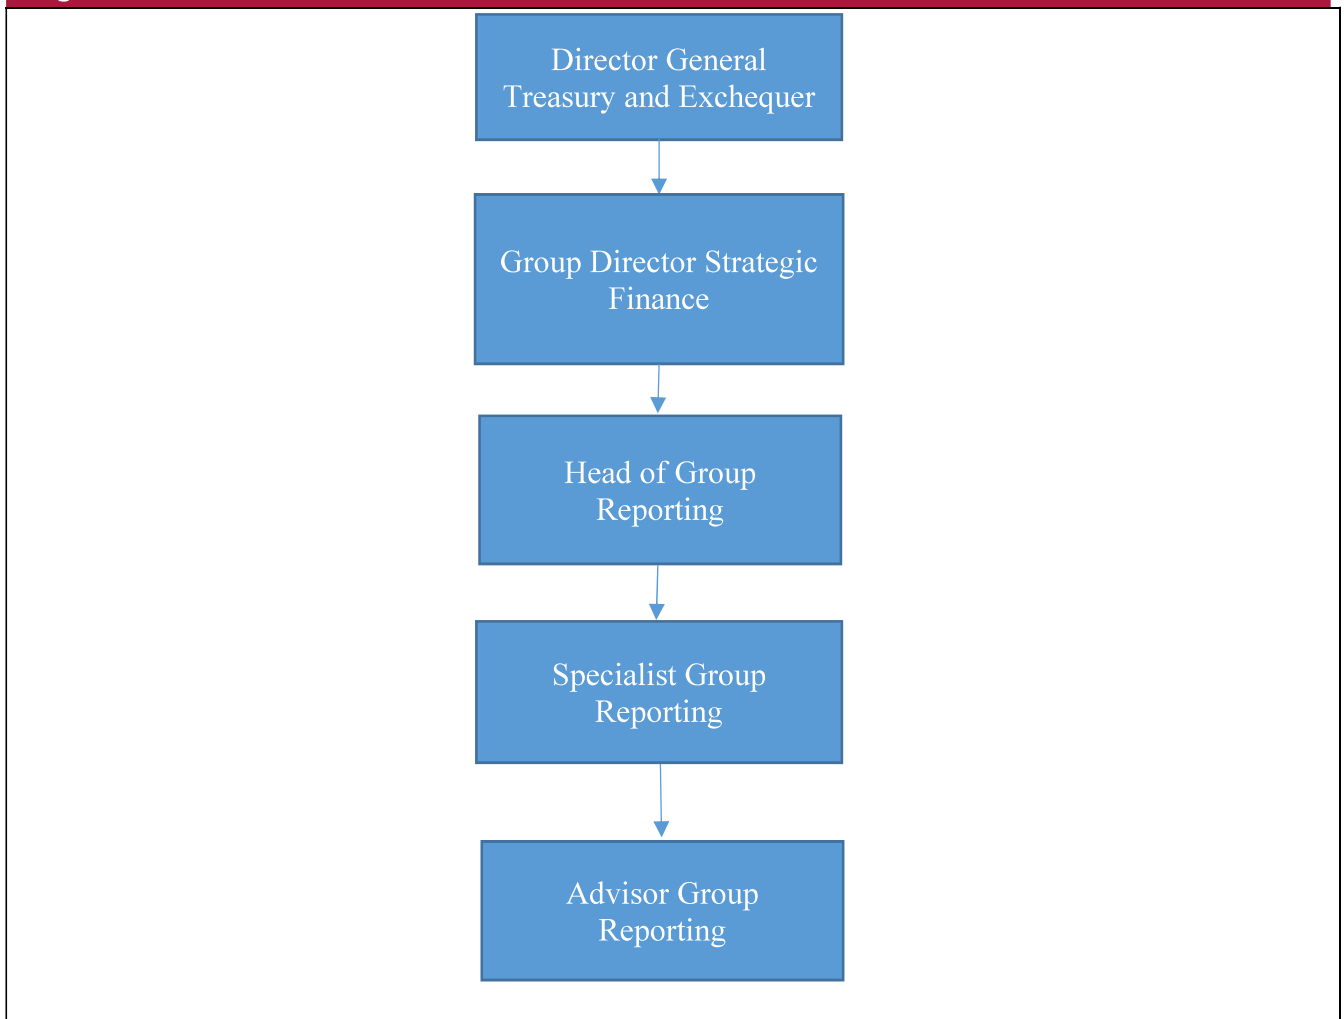 Director General
Treasury and Exchequer
Group Director Strategic
Finance
Head of Group
Reporting
Specialist Group
Reporting
Advisor Group
Reporting